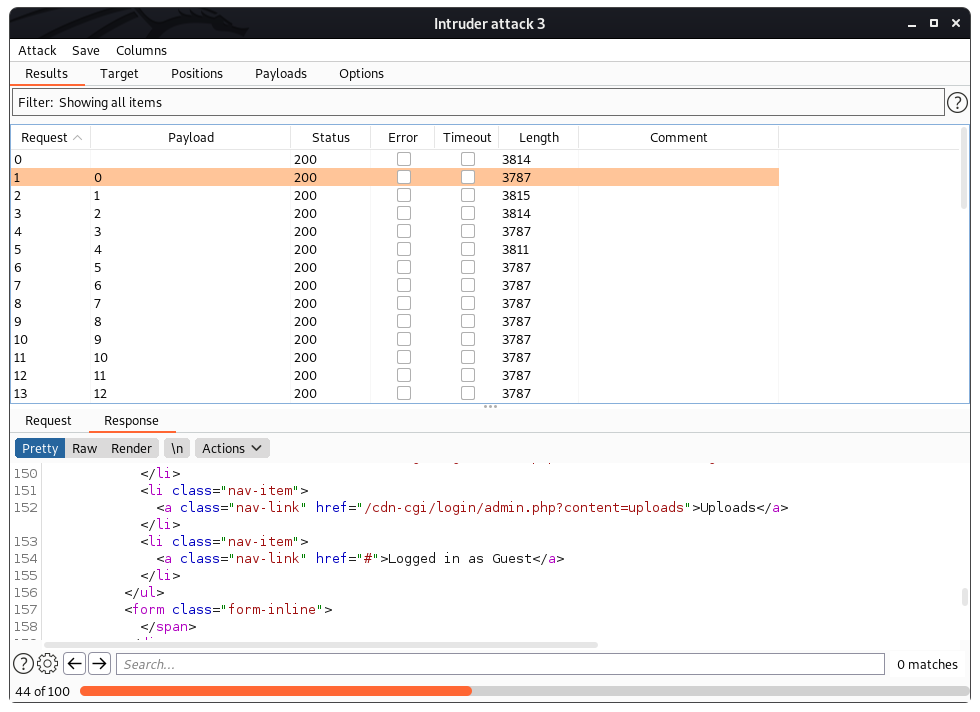 Intruder attack 3
Attack Save Columns
Results Target Positions Payloads Options
Filter: Showing all items ?
Request Payload Status Error Timeout Length Comment
0 200 3814
1 0 200 3787
2 1 200 3815
3 2 200 3814
4 3 200 3787
5 4 200 3811
6 5 200 3787
7 6 200 3787
8 7 200 3787
9 8 200 3787
10 9 200 3787
11 10 200 3787
12 11 200 3787
13 12 200 3787
Request Response
Pretty Raw Render \n Actions
150 </li>
151 <li class="nav-item">
152 <a class="nav-link" href="/cdn-cgi/login/admin.php?content=uploads">Uploads</a>
</li>
153 <li class="nav-item">
154 <a class="nav-link" href="#">Logged in as Guest</a>
155 </li>
156 </ul>
157 <form class="form-inline">
158 </span>
? Search... 0 matches
44 of 100